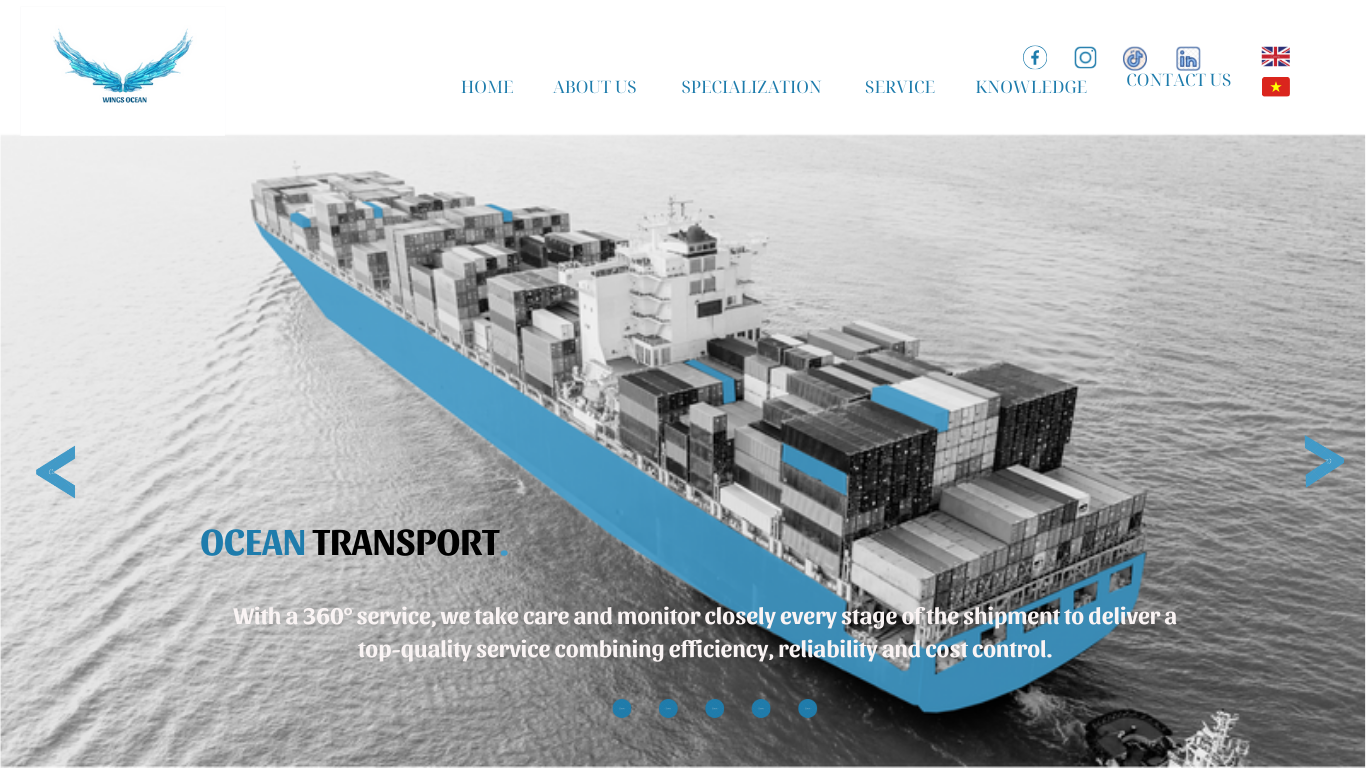 WINGS OCEAN
HOME
ABOUT US
SPECIALIZATION
SERVICE
KNOWLEDGE
CONTACT US
OCEAN TRANSPORT.
With a 360° service, we take care and monitor closely every stage of the shipment to deliver a
top-quality service combining efficiency, reliability and cost control.